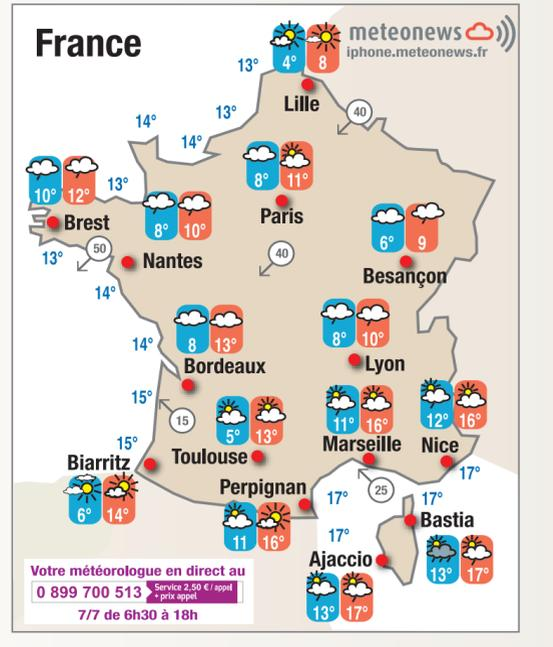 France
meteonews
iphone.meteonews.fr
13°
4° 8
Lille
13°
40
14°
14°
8° 11°
Paris
10° 12°
13°
Brest
8° 10°
Nantes
6° 9
Besançon
13°
50
40
14°
14°
8 13°
Bordeaux
8° 10°
Lyon
15°
15
5° 13°
Toulouse
11° 16°
Marseille
12° 16°
Nice
15°
Biarritz
6° 14°
17°
Perpignan
11 16°
25
17°
17°
17°
Bastia
13° 17°
Ajaccio
13° 17°
Votre météorologue en direct au
0 899 700 513
Service 2,50 € / appel
+ prix appel
7/7 de 6h30 à 18h